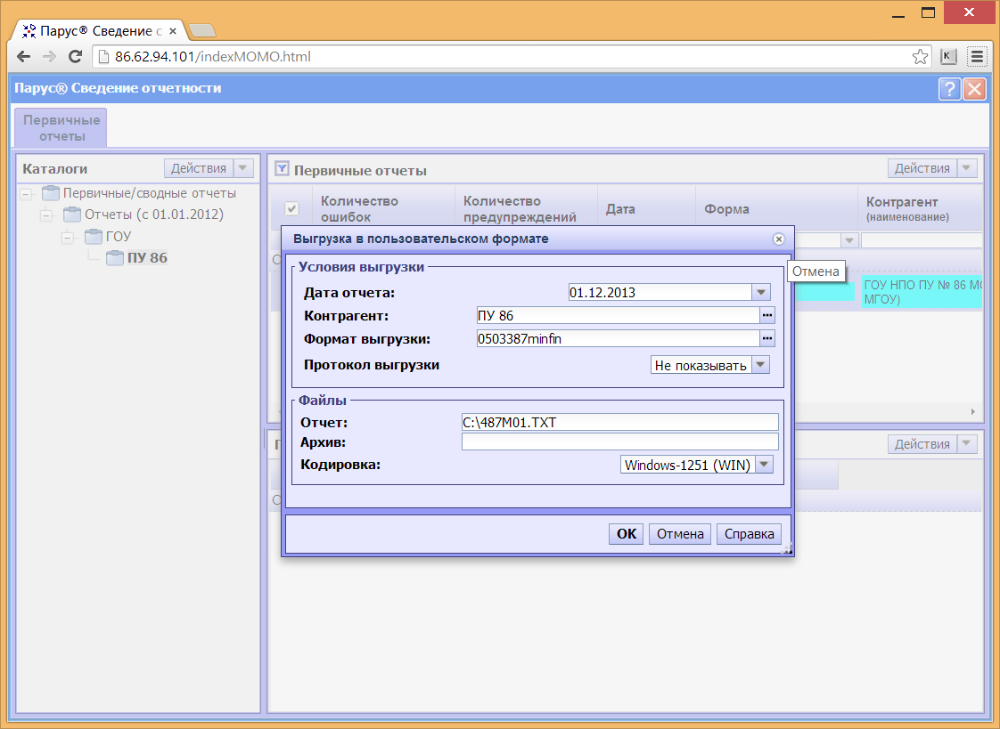 Парус® Сведение с
86.62.94.101/indexMOMO.html
K
Парус® Сведение отчетности
?
Первичные
отчеты
Каталоги
Действия
Первичные/сводные отчеты
Отчеты (с 01.01.2012)
ГОУ
ПУ 86
Первичные отчеты
Действия
Количество
ошибок
Количество
предупреждений
Дата
Форма
Контрагент
(наименование)
ГОУ НПО ПУ № 86 МО
МГОУ)
Действия
Выгрузка в пользовательском формате
Отмена
Условия выгрузки
Дата отчета:
01.12.2013
Контрагент:
ПУ 86
Формат выгрузки:
0503387minfin
Протокол выгрузки
Не показывать
Файлы
Отчет:
C:\487M01.TXT
Архив:
Кодировка:
Windows-1251 (WIN)
OK
Отмена
Справка